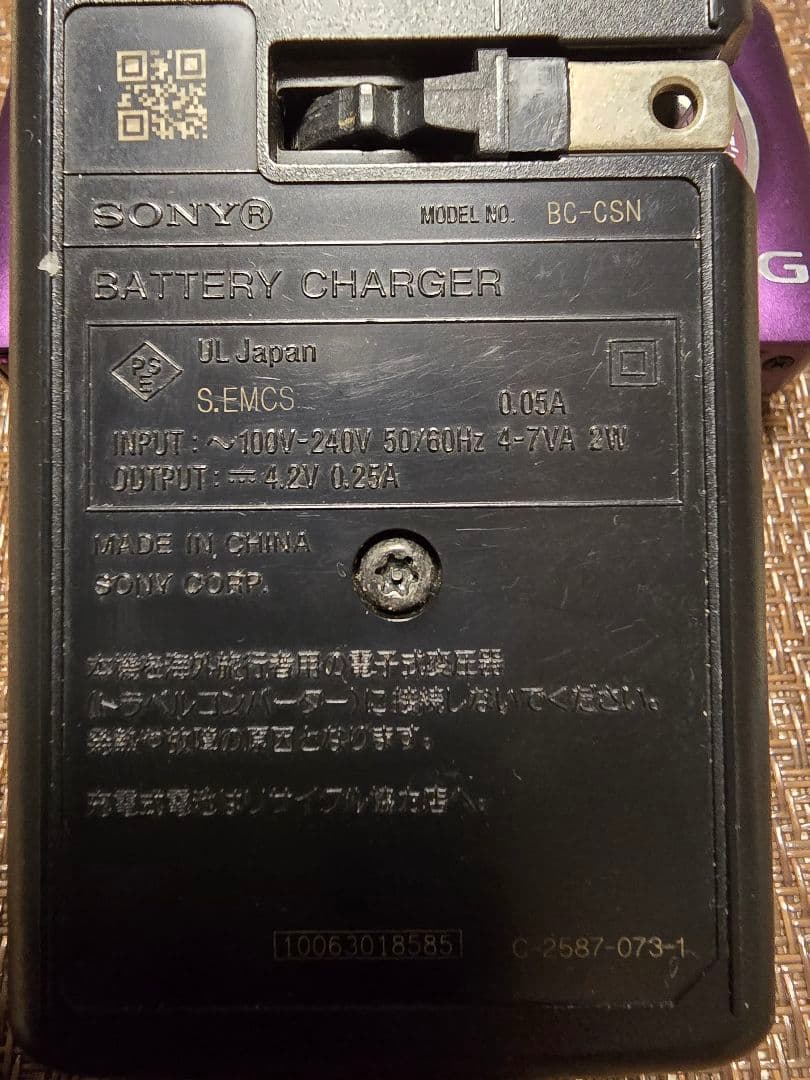 SONY® MODEL NO. BC-CSN
G
BATTERY CHARGER
PS
E
UL Japan
S.EMCS 0.05A
INPUT : ~100V-240V 50/60Hz 4-7VA 2W
OUTPUT : ⎓ 4.2V 0.25A
MADE IN CHINA
SONY CORP.
本機を海外旅行者用の電子式変圧器
(トラベルコンバーター)に接続しないでください。
発熱や故障の原因となります。
充電式電池はリサイクル協力店へ。
10063018585 C-2587-073-1